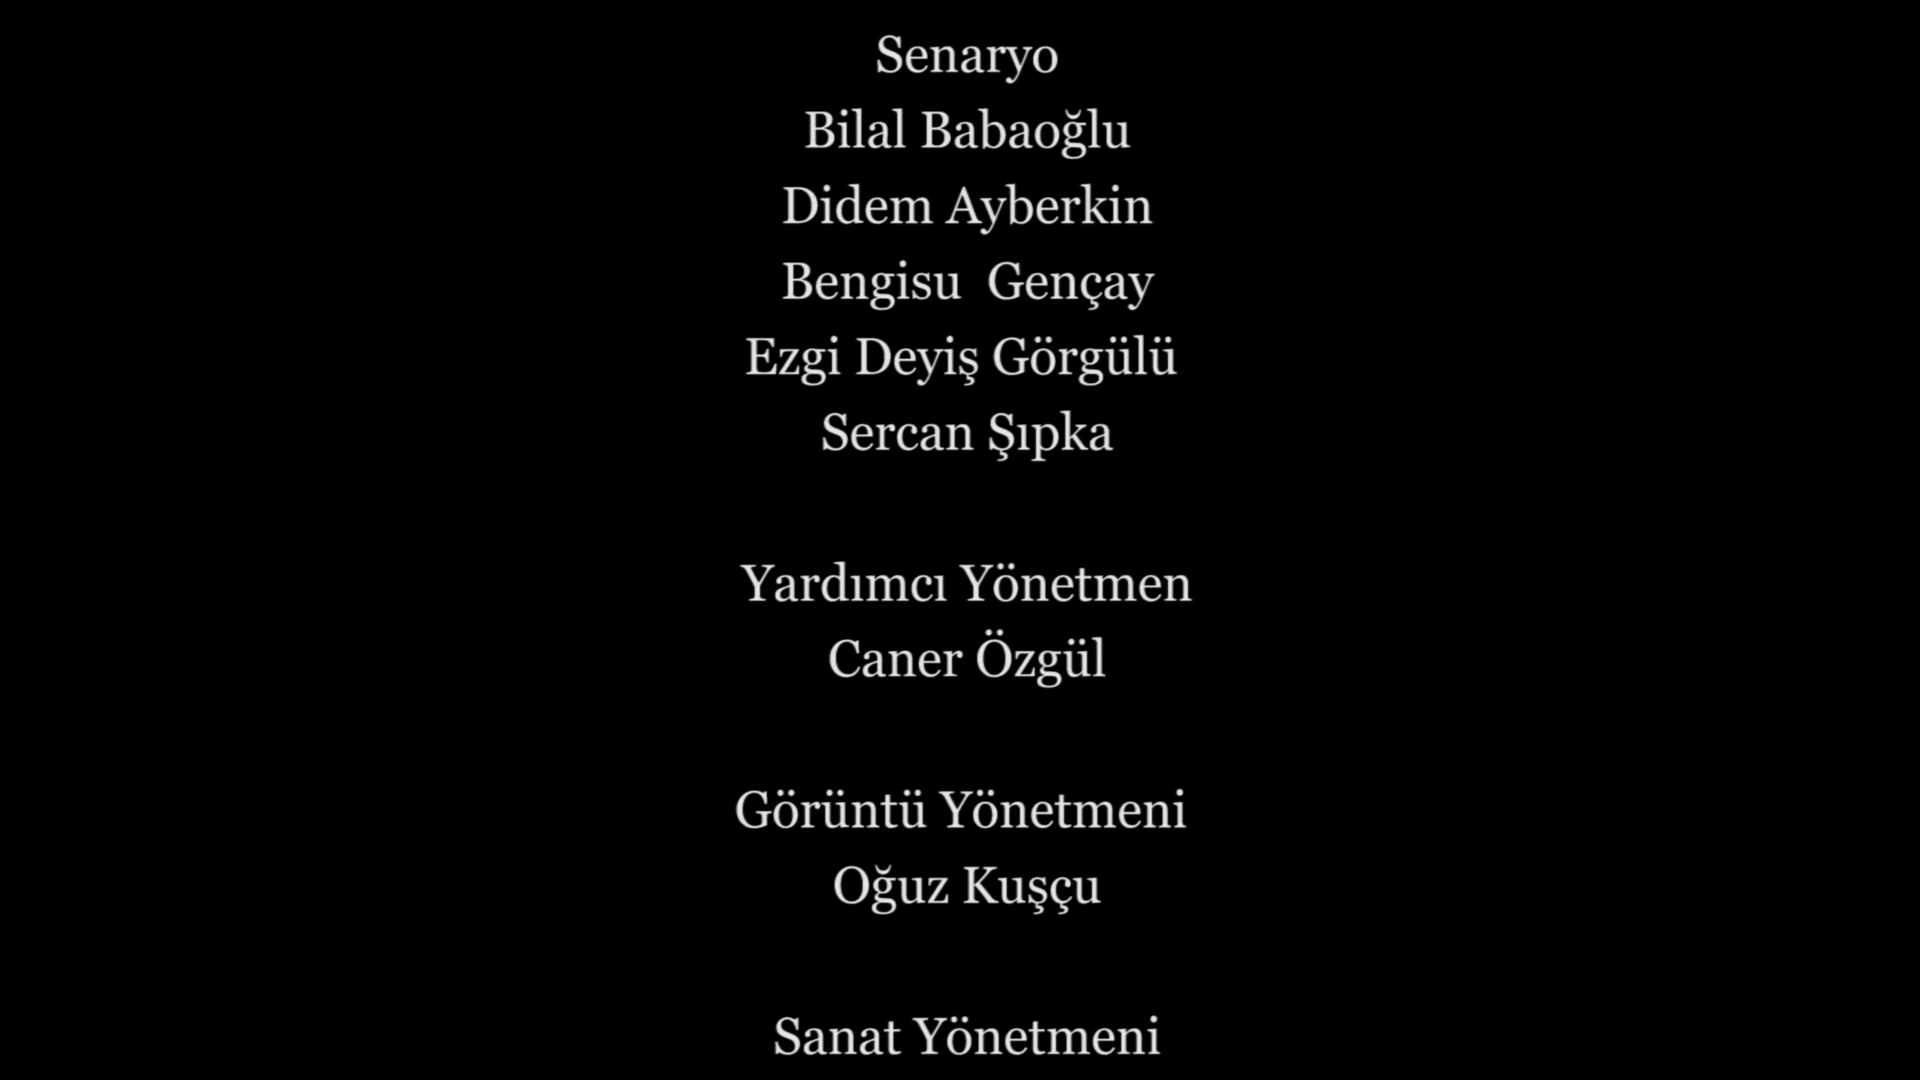 Senaryo
Bilal Babaoğlu
Didem Ayberkin
Bengisu  Gençay
Ezgi Deyiş Görgülü
Sercan Şıpka
Yardımcı Yönetmen
Caner Özgül
Görüntü Yönetmeni
Oğuz Kuşçu
Sanat Yönetmeni